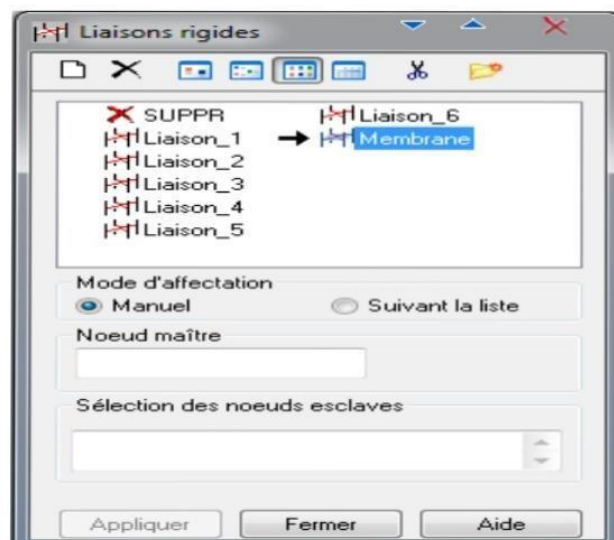 Liaisons rigides
SUPPR
Liaison_1
Liaison_2
Liaison_3
Liaison_4
Liaison_5
Liaison_6
Membrane
Mode d'affectation
Manuel Suivant la liste
Noeud maître
Sélection des noeuds esclaves
Appliquer Fermer Aide